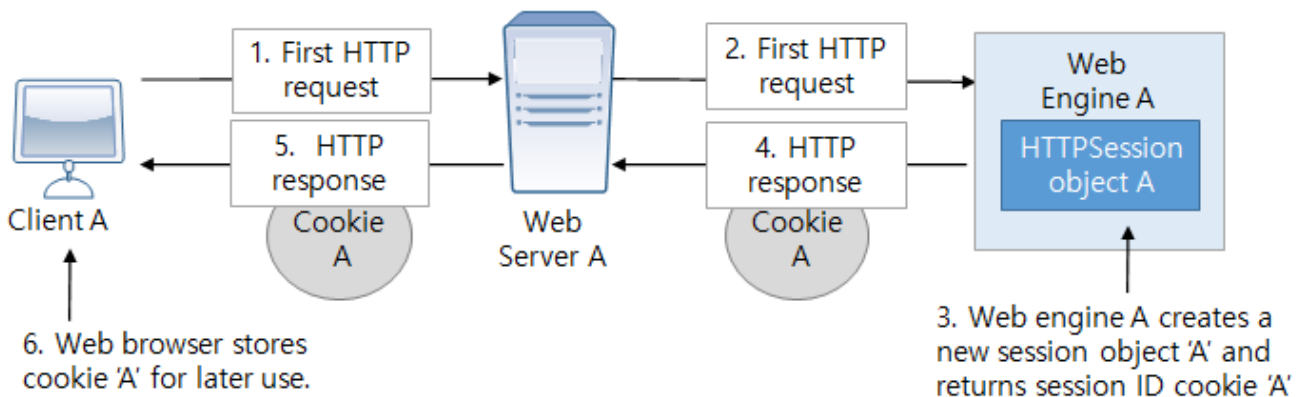 1. First HTTP
request
2. First HTTP
request
Web
Engine A
HTTPSession
object A
5. HTTP
response
4. HTTP
response
Cookie
A
Cookie
A
Client A
Web
Server A
6. Web browser stores
cookie 'A' for later use.
3. Web engine A creates a
new session object 'A' and
returns session ID cookie 'A'